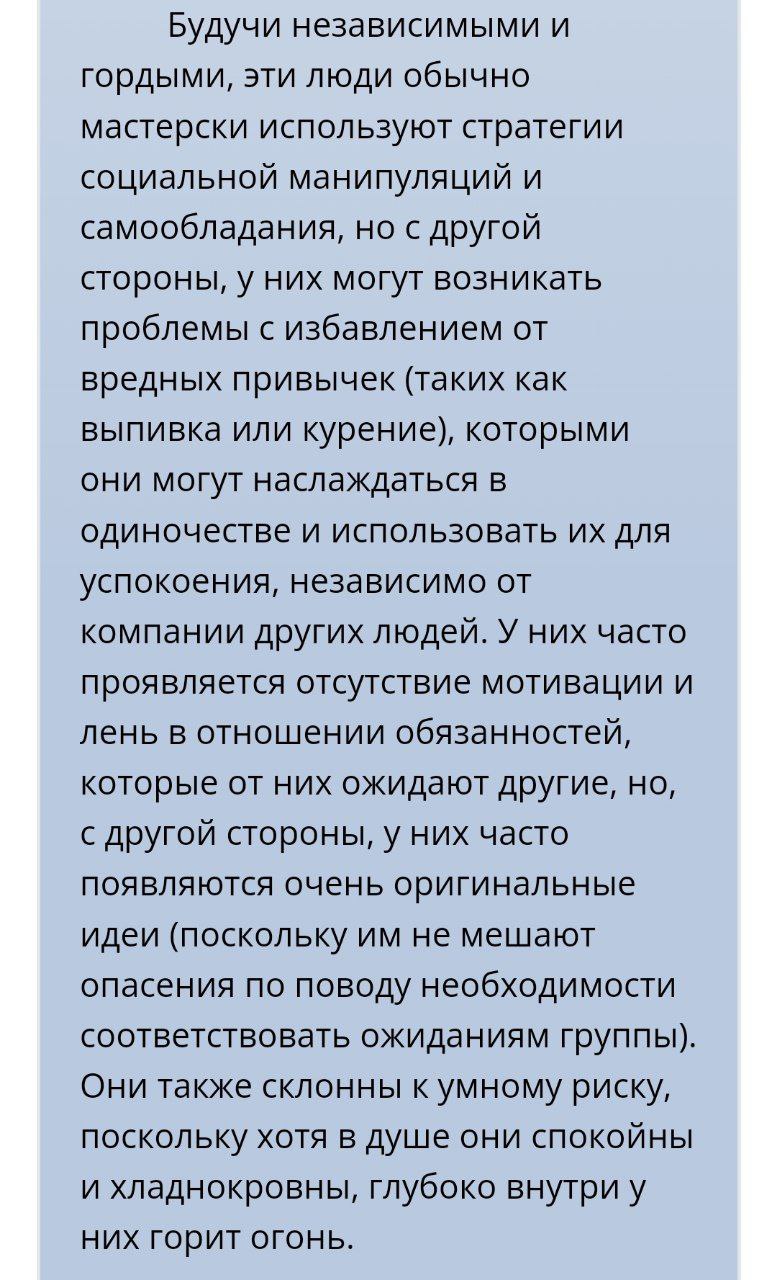 Будучи независимыми и
гордыми, эти люди обычно
мастерски используют стратегии
социальной манипуляций и
самообладания, но с другой
стороны, у них могут возникать
проблемы с избавлением от
вредных привычек (таких как
выпивка или курение), которыми
они могут наслаждаться в
одиночестве и использовать их для
успокоения, независимо от
компании других людей. У них часто
проявляется отсутствие мотивации и
лень в отношении обязанностей,
которые от них ожидают другие, но,
с другой стороны, у них часто
появляются очень оригинальные
идеи (поскольку им не мешают
опасения по поводу необходимости
соответствовать ожиданиям группы).
Они также склонны к умному риску,
поскольку хотя в душе они спокойны
и хладнокровны, глубоко внутри у
них горит огонь.